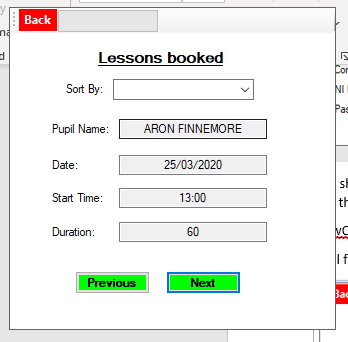 Back
Lessons booked
Sort By:
Pupil Name: ARON FINNEMORE
Date: 25/03/2020
Start Time: 13:00
Duration: 60
Previous Next